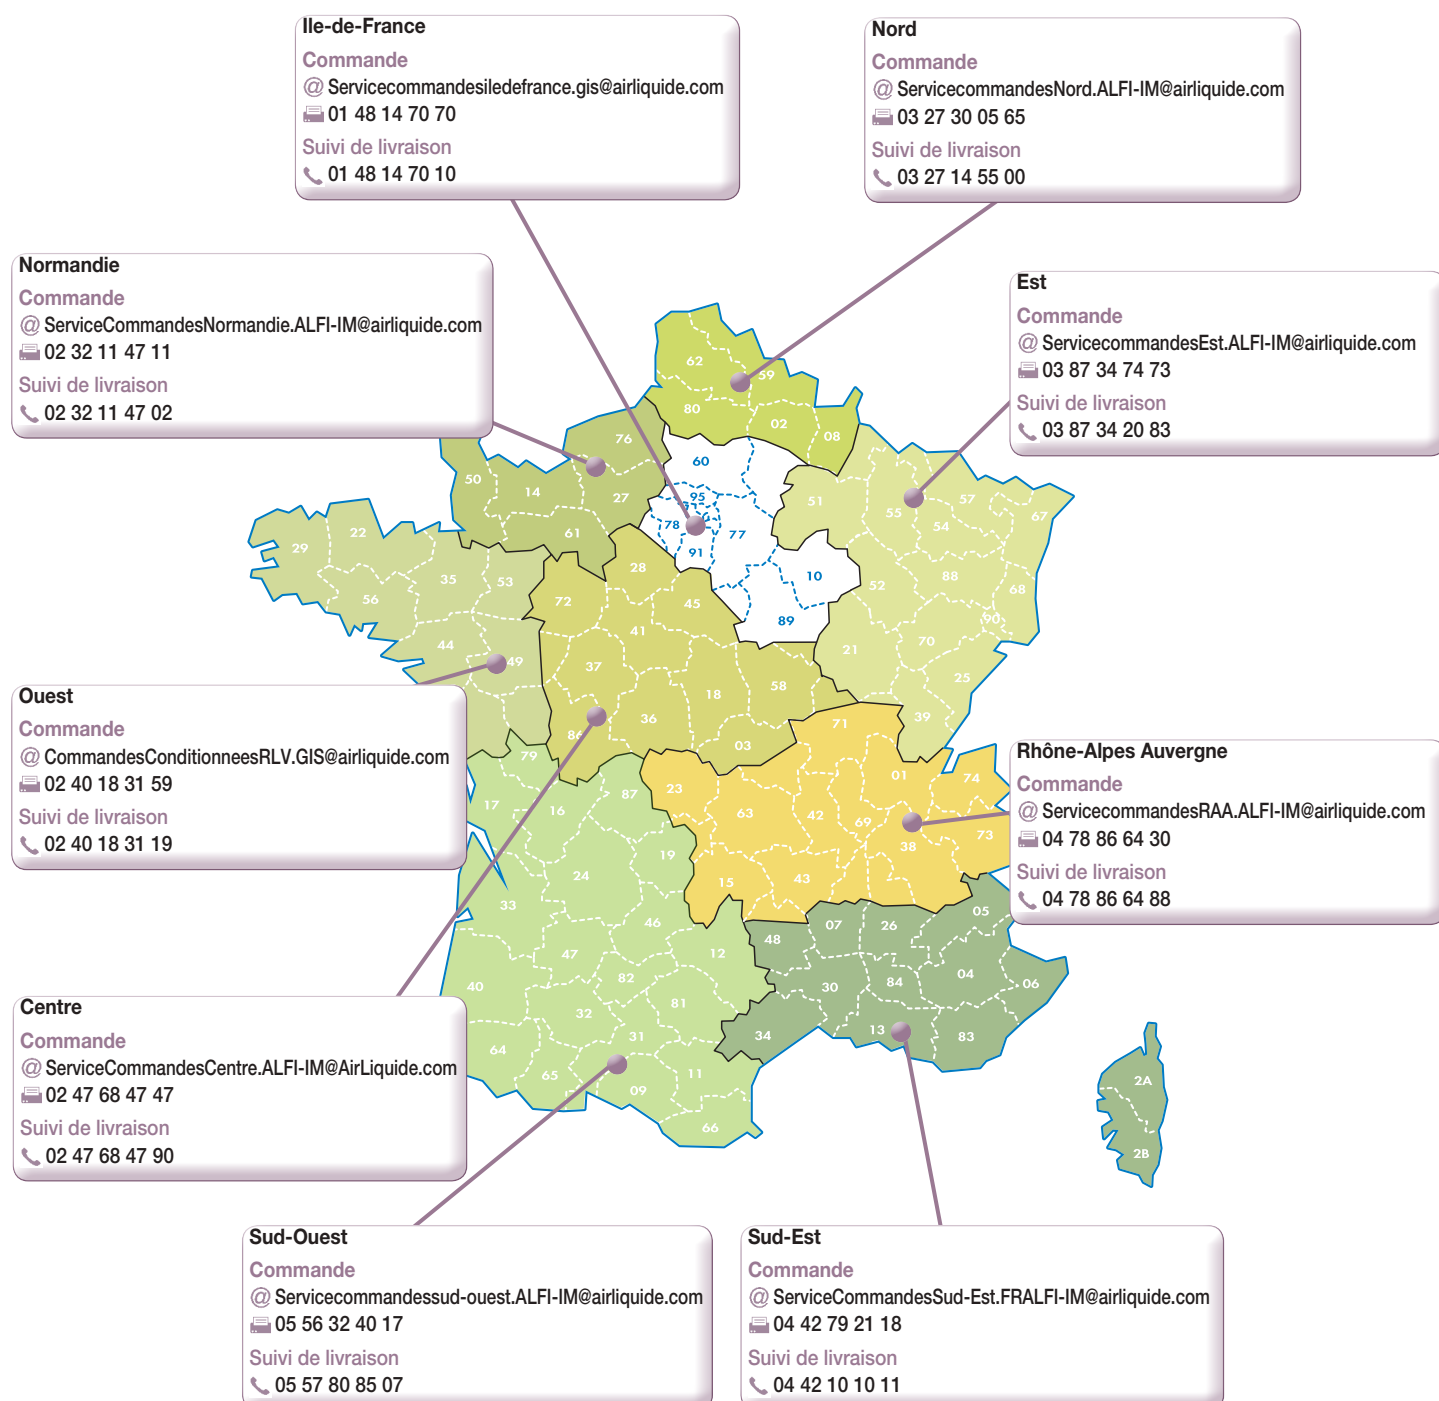 Ile-de-France
Commande
@ Servicecommandesiledefrance.gis@airliquide.com
01 48 14 70 70
Suivi de livraison
01 48 14 70 10
Nord
Commande
@ ServicecommandesNord.ALFI-IM@airliquide.com
03 27 30 05 65
Suivi de livraison
03 27 14 55 00
Normandie
Commande
@ ServiceCommandesNormandie.ALFI-IM@airliquide.com
02 32 11 47 11
Suivi de livraison
02 32 11 47 02
Est
Commande
@ ServicecommandesEst.ALFI-IM@airliquide.com
03 87 34 74 73
Suivi de livraison
03 87 34 20 83
62
59
80
02
08
76
60
50
14
27
95
51
55
57
54
67
78
77
61
91
29
22
35
53
28
10
88
52
68
56
72
45
41
89
90
44
49
37
70
21
25
18
58
36
39
86
03
71
Ouest
Commande
@ CommandesConditionneesRLV.GIS@airliquide.com
02 40 18 31 59
Suivi de livraison
02 40 18 31 19
Rhône-Alpes Auvergne
Commande
@ ServicecommandesRAA.ALFI-IM@airliquide.com
04 78 86 64 30
Suivi de livraison
04 78 86 64 88
79
01
74
23
87
17
16
63
42
69
73
38
19
24
15
43
33
46
07
26
05
48
12
47
82
04
84
06
40
30
81
32
31
34
13
83
64
65
09
11
66
2A
2B
Centre
Commande
@ ServiceCommandesCentre.ALFI-IM@AirLiquide.com
02 47 68 47 47
Suivi de livraison
02 47 68 47 90
Sud-Ouest
Commande
@ Servicecommandessud-ouest.ALFI-IM@airliquide.com
05 56 32 40 17
Suivi de livraison
05 57 80 85 07
Sud-Est
Commande
@ ServiceCommandesSud-Est.FRALFI-IM@airliquide.com
04 42 79 21 18
Suivi de livraison
04 42 10 10 11